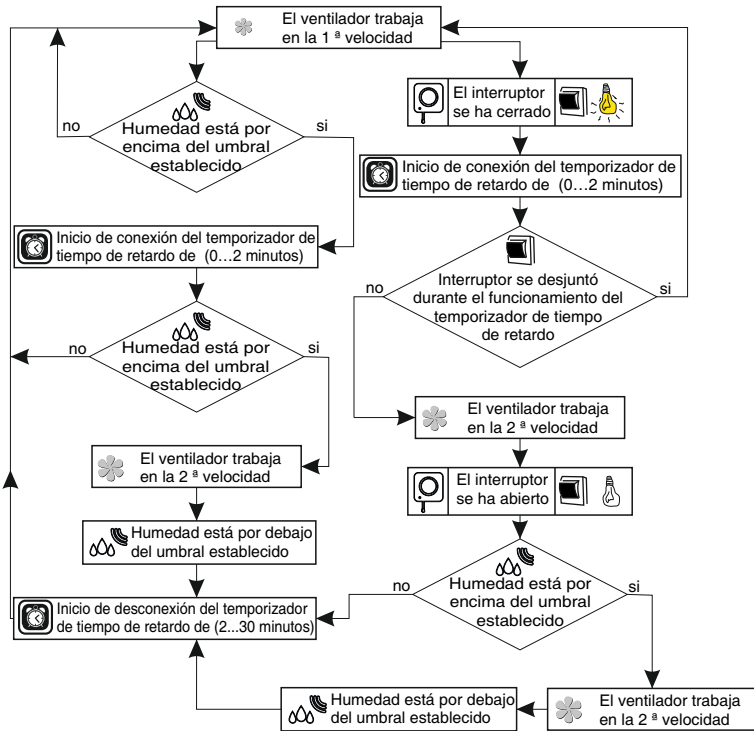 El ventilador trabaja
en la 1 ª velocidad
Humedad está por
encima del umbral
establecido
no
si
El interruptor
se ha cerrado
Inicio de conexión del temporizador de
tiempo de retardo de (0…2 minutos)
Inicio de conexión del temporizador de
tiempo de retardo de (0…2 minutos)
Interruptor se desjuntó
durante el funcionamiento del
temporizador de tiempo
de retardo
no
si
Humedad está por
encima del umbral
establecido
no
si
El ventilador trabaja
en la 2 ª velocidad
El ventilador trabaja
en la 2 ª velocidad
El interruptor
se ha abierto
Humedad está por debajo
del umbral establecido
Humedad está por
encima del umbral
establecido
no
si
Inicio de desconexión del temporizador
de tiempo de retardo de (2...30 minutos)
Humedad está por debajo
del umbral establecido
El ventilador trabaja
en la 2 ª velocidad